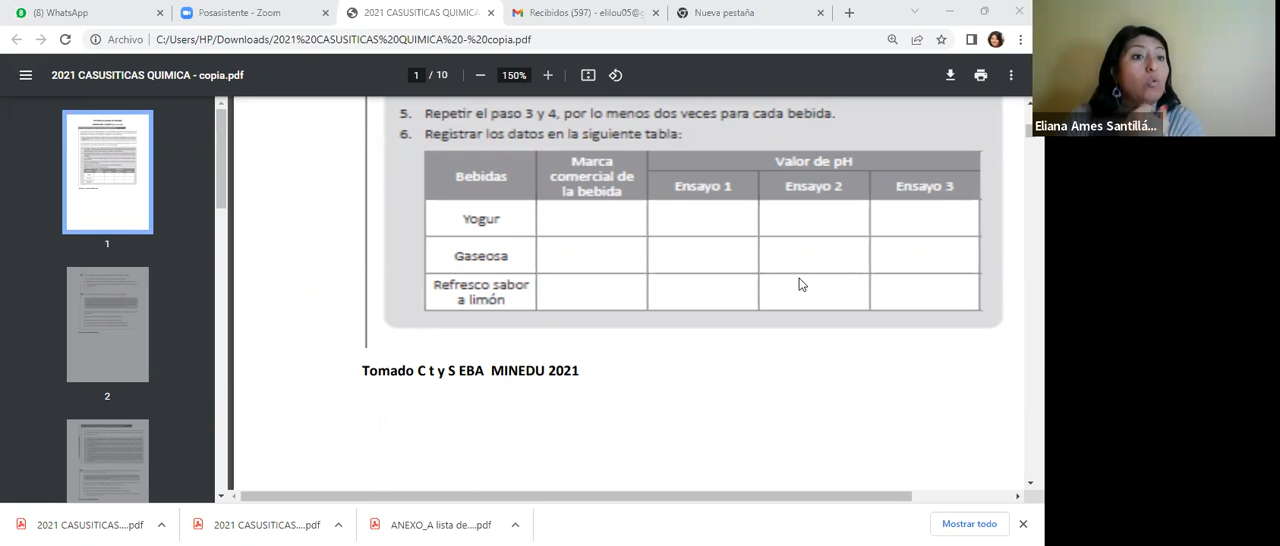 (8) WhatsApp
Posasistente - Zoom
2021 CASUSITICAS QUIMICA
Recibidos (597) - elilou05@g
Nueva pestaña
Archivo
C:/Users/HP/Downloads/2021%20CASUSITICAS%20QUIMICA%20-%20copia.pdf
2021 CASUSITICAS QUIMICA - copia.pdf
1 / 10
150%
Eliana Ames Santillá...
5. Repetir el paso 3 y 4, por lo menos dos veces para cada bebida.
6. Registrar los datos en la siguiente tabla:
Bebidas
Marca comercial de la bebida
Valor de pH
Ensayo 1
Ensayo 2
Ensayo 3
Yogur
Gaseosa
Refresco sabor
a limón
Tomado C t y S EBA MINEDU 2021
1
2
2021 CASUSITICAS....pdf
2021 CASUSITICAS....pdf
ANEXO_A lista de....pdf
Mostrar todo